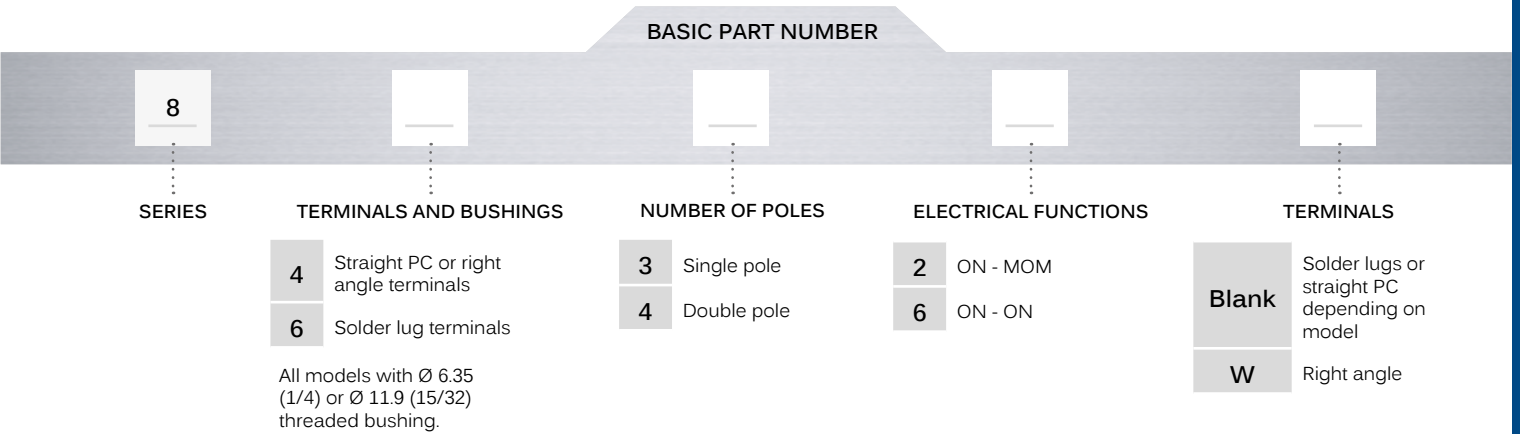 BASIC PART NUMBER
8
SERIES
TERMINALS AND BUSHINGS
4 Straight PC or right
angle terminals
6 Solder lug terminals
All models with Ø 6.35
(1/4) or Ø 11.9 (15/32)
threaded bushing.
NUMBER OF POLES
3 Single pole
4 Double pole
ELECTRICAL FUNCTIONS
2 ON - MOM
6 ON - ON
TERMINALS
Blank
Solder lugs or
straight PC
depending on
model
W Right angle